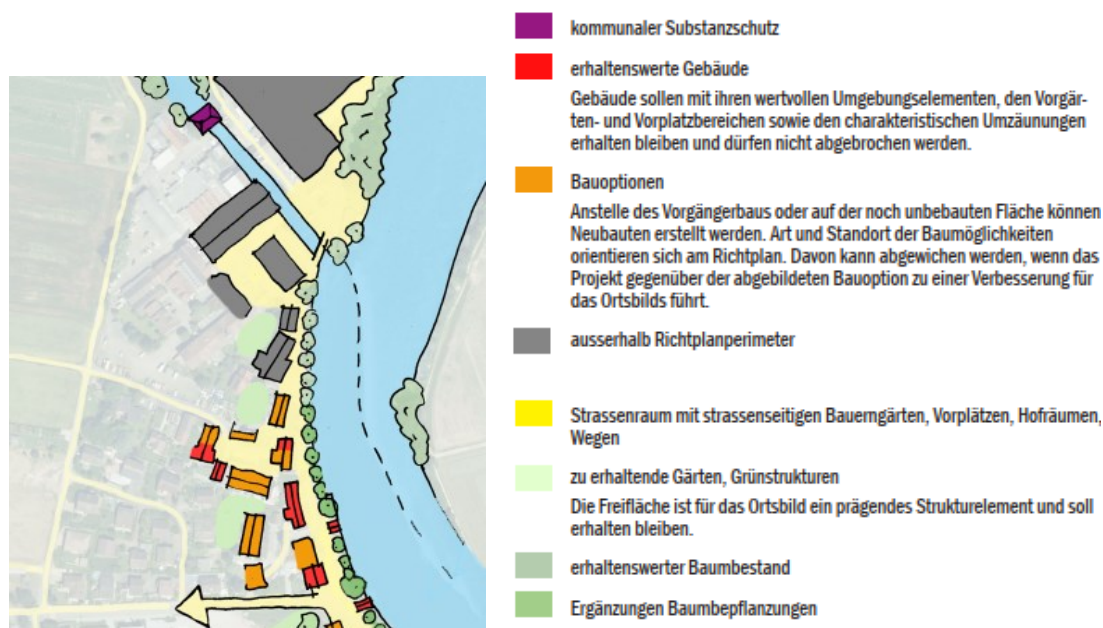 kommunaler Substanzschutz
erhaltenswerte Gebäude
Gebäude sollen mit ihren wertvollen Umgebungselementen, den Vorgär-
ten- und Vorplatzbereichen sowie den charakteristischen Umzäunungen
erhalten bleiben und dürfen nicht abgebrochen werden.
Bauoptionen
Anstelle des Vorgängerbaus oder auf der noch unbebauten Fläche können
Neubauten erstellt werden. Art und Standort der Baumöglichkeiten
orientieren sich am Richtplan. Davon kann abgewichen werden, wenn das
Projekt gegenüber der abgebildeten Bauoption zu einer Verbesserung für
das Ortsbilds führt.
ausserhalb Richtplanperimeter
Strassenraum mit strassenseitigen Bauerngärten, Vorplätzen, Hofräumen,
Wegen
zu erhaltende Gärten, Grünstrukturen
Die Freifläche ist für das Ortsbild ein prägendes Strukturelement und soll
erhalten bleiben.
erhaltenswerter Baumbestand
Ergänzungen Baumbepflanzungen